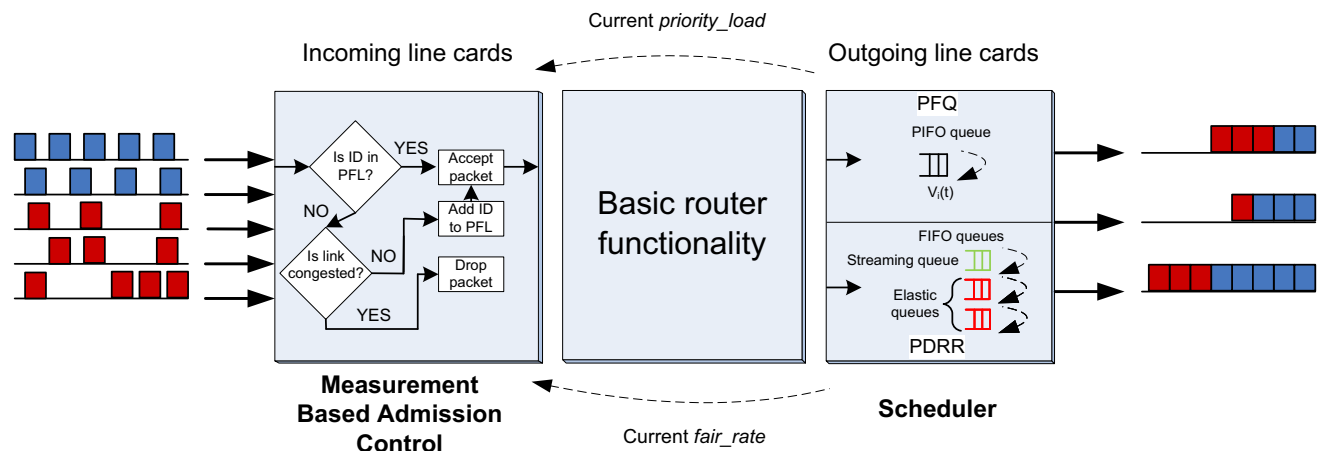 Current priority_load
Incoming line cards
Outgoing line cards
Is ID in
PFL?
YES
Accept
packet
NO
Add ID
to PFL
Is link
congested?
NO
Drop
packet
YES
Basic router
functionality
PFQ
PIFO queue
Vi(t)
FIFO queues
Streaming queue
Elastic
queues
PDRR
Measurement
Based Admission
Control
Scheduler
Current fair_rate